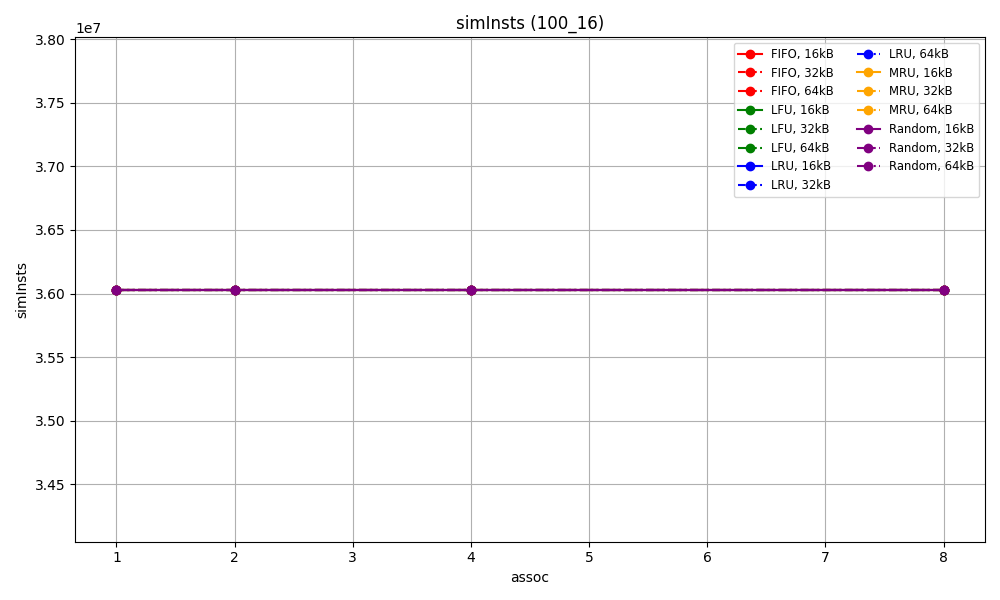 simInsts (100_16)
1e7
3.80
3.75
3.70
3.65
3.60
3.55
3.50
3.45
simInsts
FIFO, 16kB
FIFO, 32kB
FIFO, 64kB
LFU, 16kB
LFU, 32kB
LFU, 64kB
LRU, 16kB
LRU, 32kB
LRU, 64kB
MRU, 16kB
MRU, 32kB
MRU, 64kB
Random, 16kB
Random, 32kB
Random, 64kB
1 2 3 4 5 6 7 8
assoc